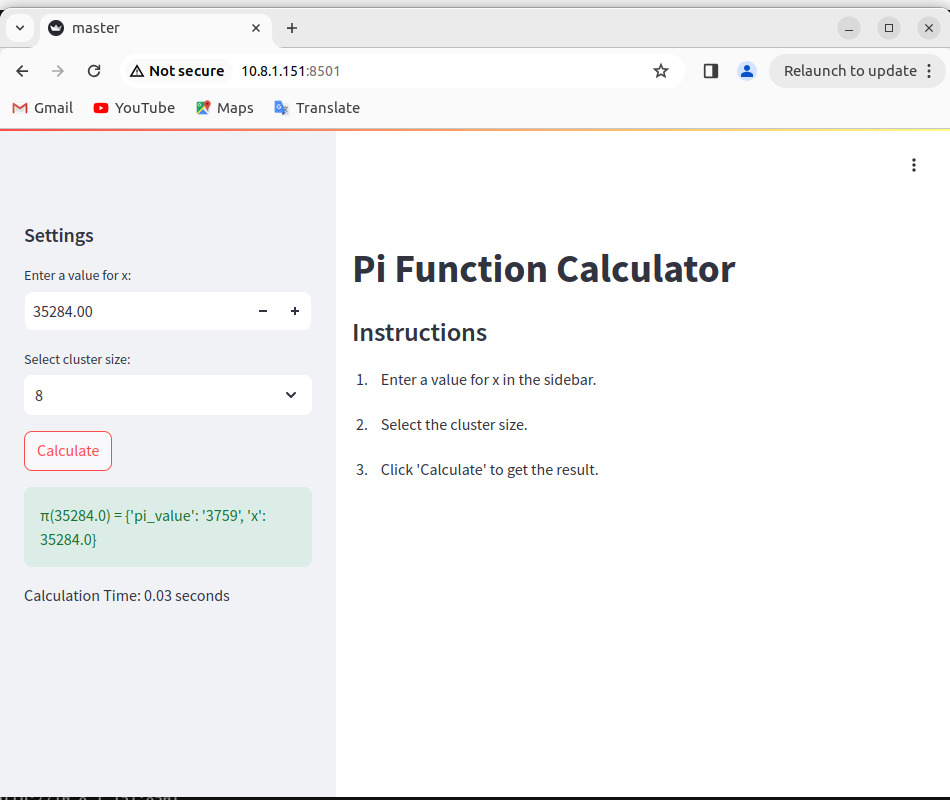 master
Not secure 10.8.1.151:8501
Relaunch to update
Gmail YouTube Maps Translate
Settings
Enter a value for x:
35284.00
Select cluster size:
8
Calculate
π(35284.0) = {'pi_value': '3759', 'x':
35284.0}
Calculation Time: 0.03 seconds
Pi Function Calculator
Instructions
1. Enter a value for x in the sidebar.
2. Select the cluster size.
3. Click 'Calculate' to get the result.